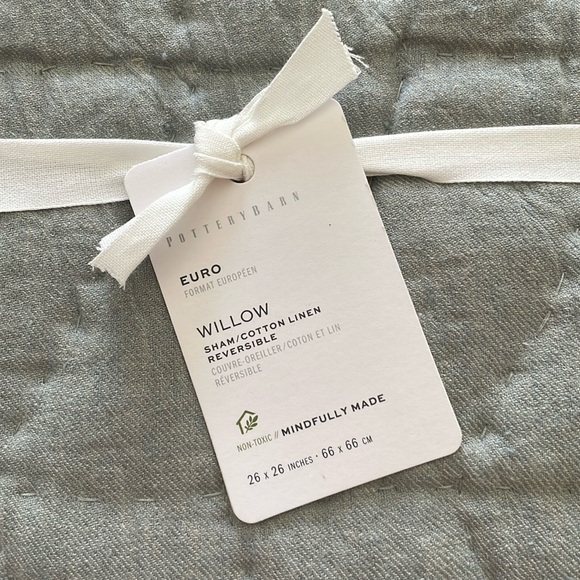 POTTERYBARN
EURO
FORMAT EUROPÉEN
WILLOW
SHAM/COTTON LINEN
REVERSIBLE
COUVRE-OREILLER/COTON ET LIN
RÉVERSIBLE
NON-TOXIC // MINDFULLY MADE
26 x 26 INCHES · 66 x 66 CM